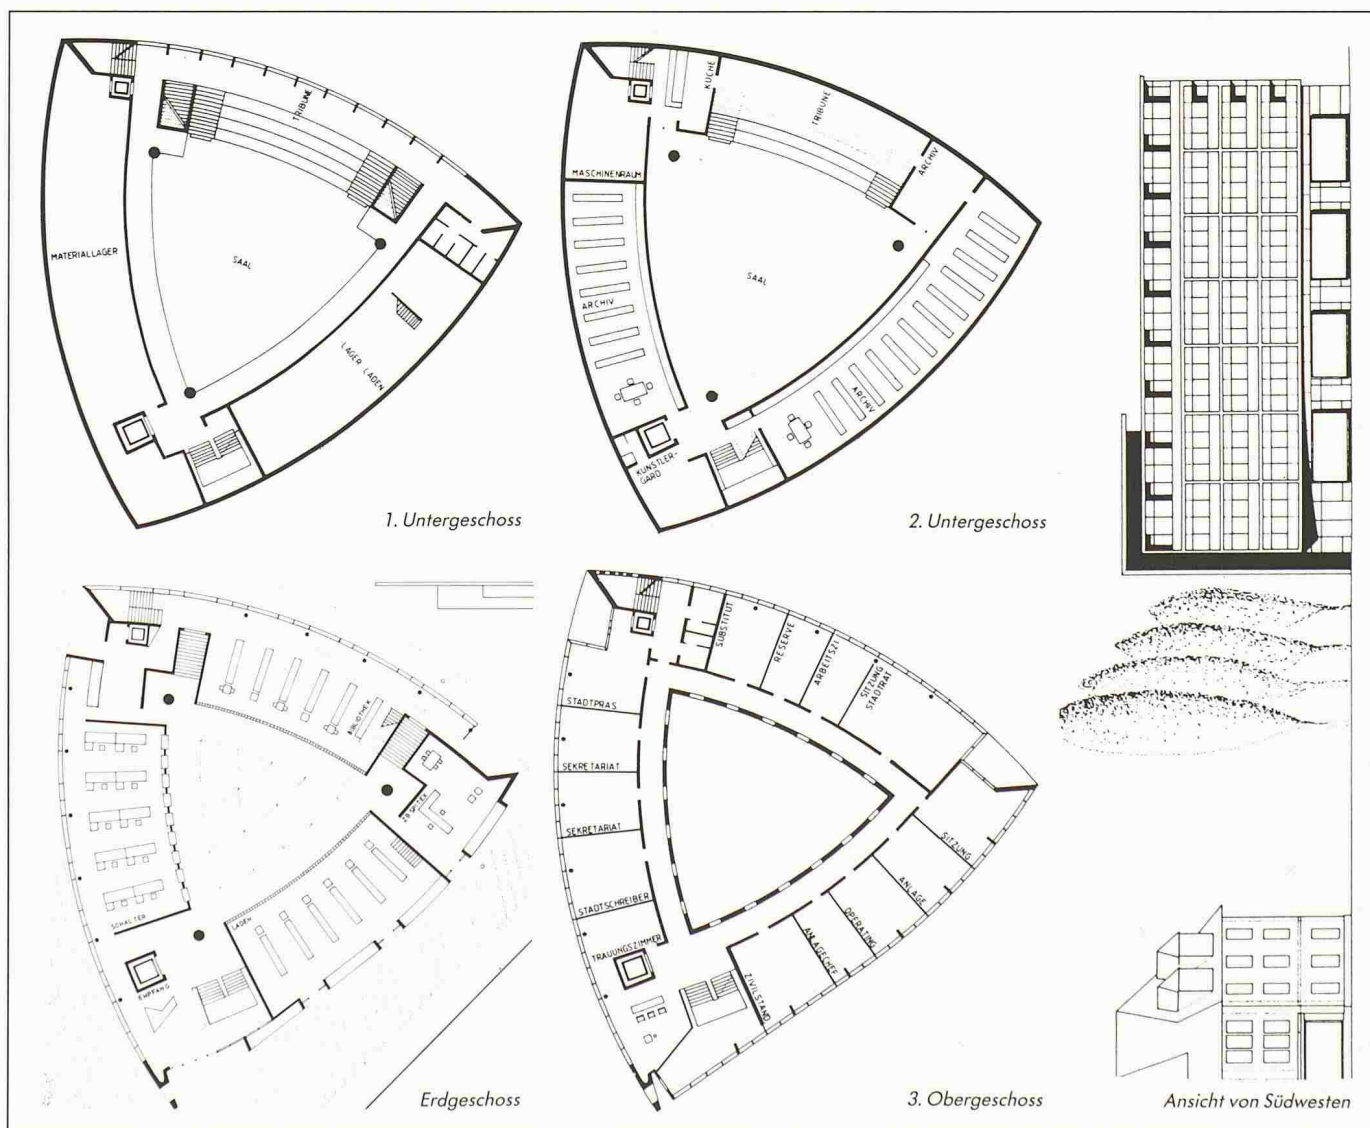 TRIBÜNE
MATERIALLAGER
SAAL
LAGER LADEN
1. Untergeschoss
KÜCHE
TRIBÜNE
ARCHIV
MASCHINENRAUM
ARCHIV
SAAL
ARCHIV
KÜNSTLER-
GARD
2. Untergeschoss
BIBLIOTHEK
SCHALTER
LADEN
EMPFANG
Erdgeschoss
SUBSTITUT
RESERVE
ARBEITSZI
SITZUNG
STADTRAT
STADTPRÄS
SEKRETARIAT
SEKRETARIAT
STADTSCHREIBER
TRAUUNGSZIMMER
SITZUNG
ANLAGE
OPERATING
ANLAGECHEF
ZIVILSTAND
3. Obergeschoss
Ansicht von Südwesten